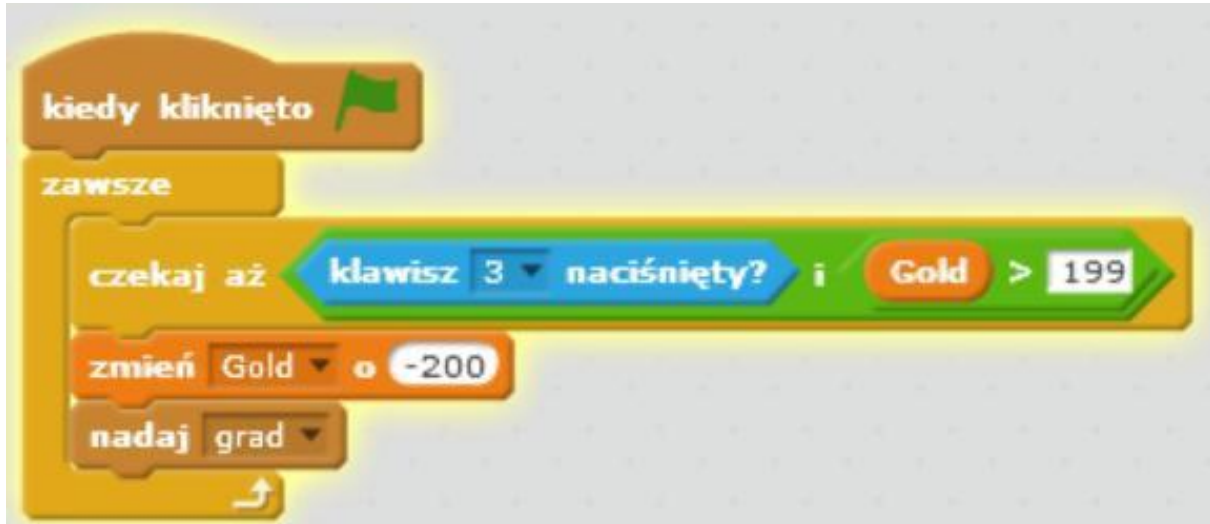 kiedy kliknięto
zawsze
czekaj aż klawisz 3 naciśnięty? i Gold > 199
zmień Gold o -200
nadaj grad